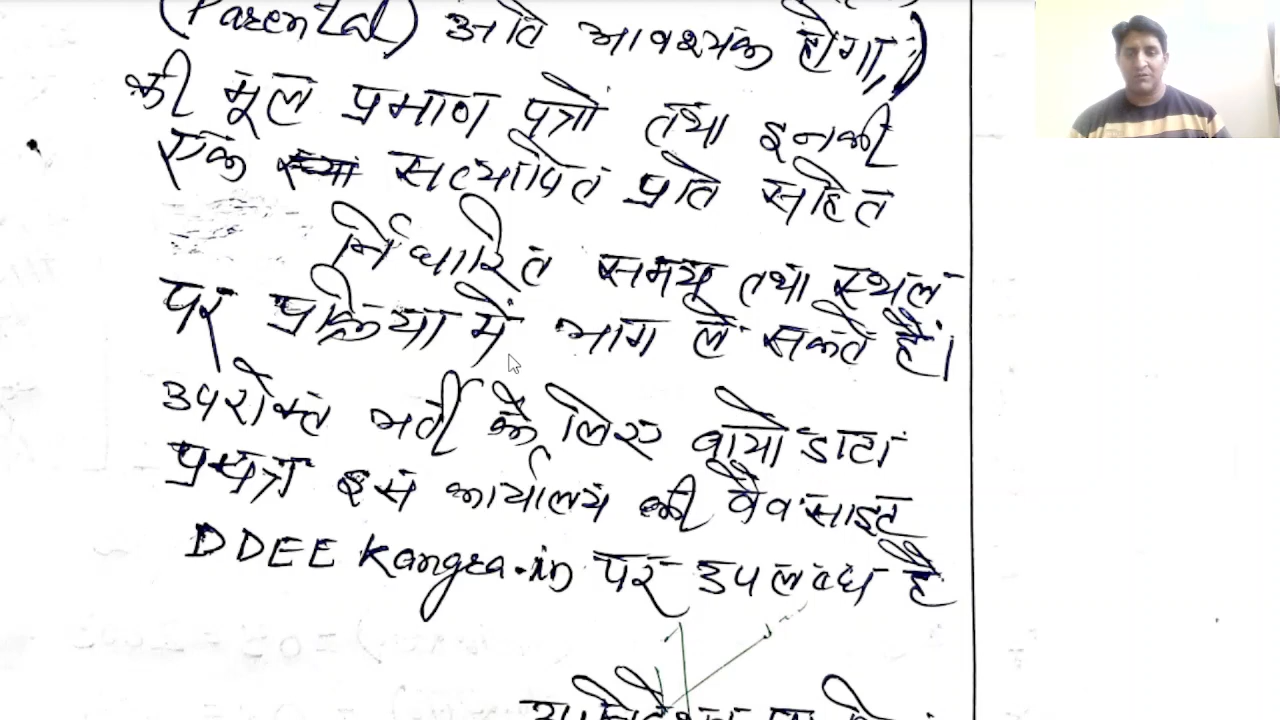 (Parental) अति आवश्यक होगा,)
की मूल प्रमाण पत्रों तथा इनकी
एक सत्यापित प्रति सहित
निर्धारित समय तथा स्थल
पर प्रक्रिया में भाग ले सकते हैं।
उपरोक्त भर्ती के लिए बायो डाटा
प्रपत्र इस कार्यालय की वैबसाइट
DDEE Kangra.in पर उपलब्ध है